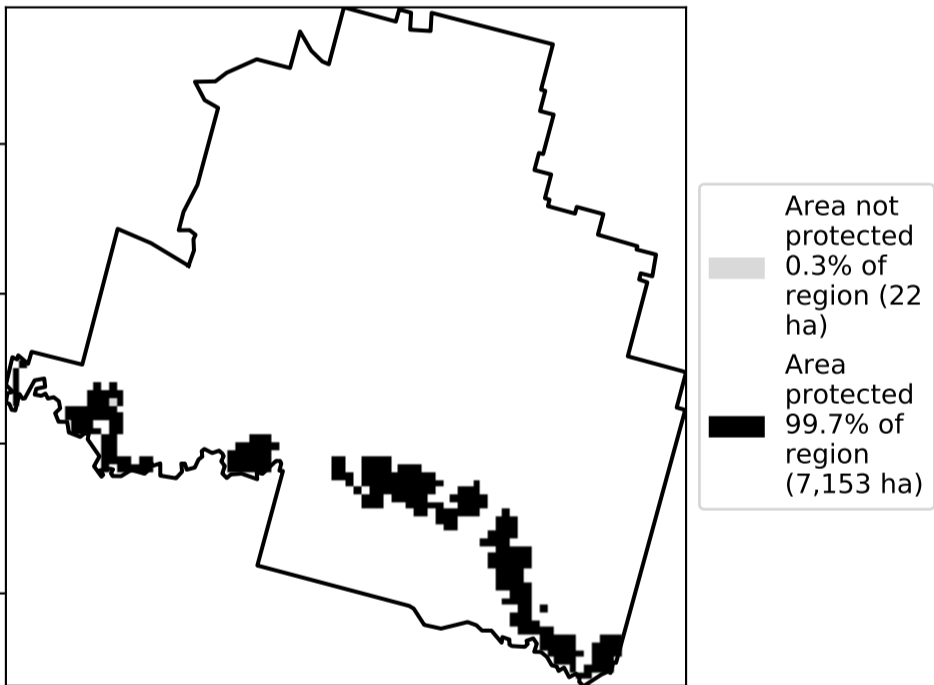 Area not
protected
0.3% of
region (22
ha)
Area
protected
99.7% of
region
(7,153 ha)